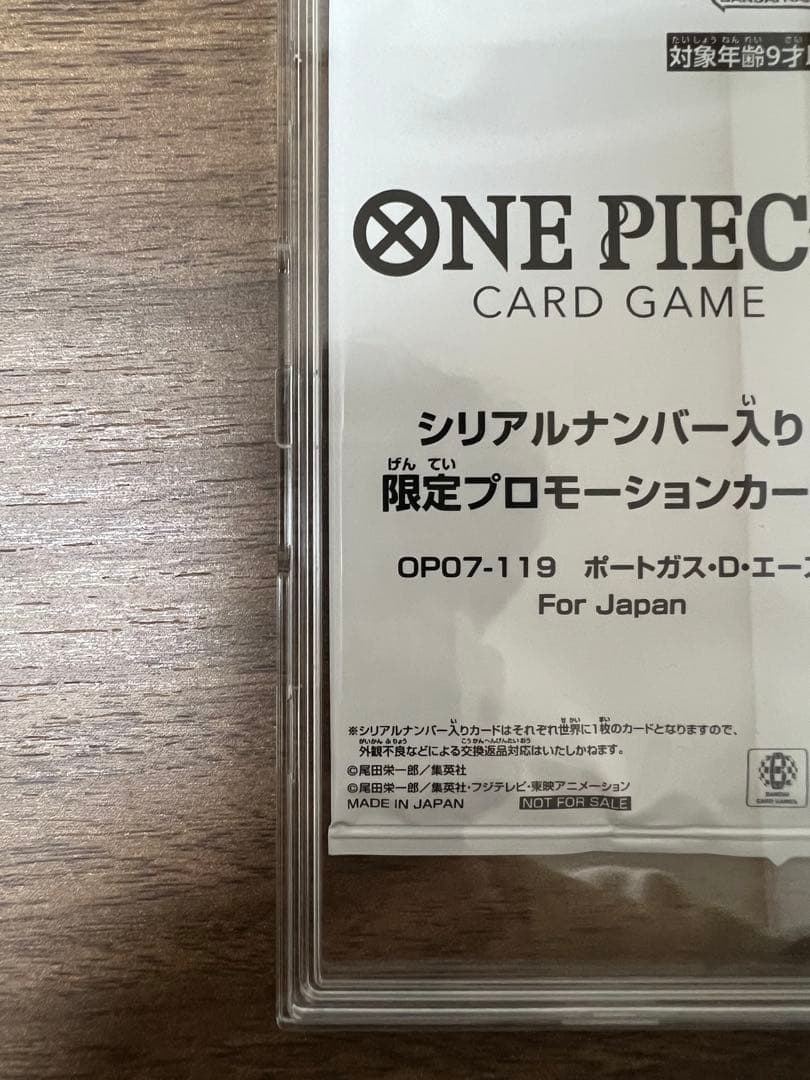 対象年齢9才
ONE PIEC
CARD GAME
シリアルナンバー入り
限定プロモーションカー
OP07-119 ポートガス・D・エース
For Japan
※シリアルナンバー入りカードはそれぞれ世界に1枚のカードとなりますので、
外観不良などによる交換返品対応はいたしかねます。
©尾田栄一郎／集英社
©尾田栄一郎／集英社・フジテレビ・東映アニメーション
MADE IN JAPAN NOT FOR SALE
BANDAI
CARD GAMES